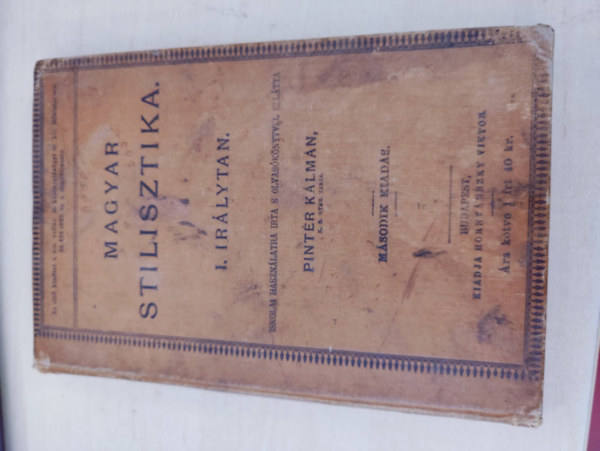 MAGYAR
STILISZTIKA.
I. IRÁLYTAN.
ISKOLAI HASZNÁLATRA IRTA S OLVASÓKÖNYVVEL ELLÁTTA
PINTÉR KÁLMÁN,
MÁSODIK KIADÁS.
BUDAPEST,
KIADJA HORNYÁNSZKY VIKTOR.
Ára kötve 1 frt 40 kr.